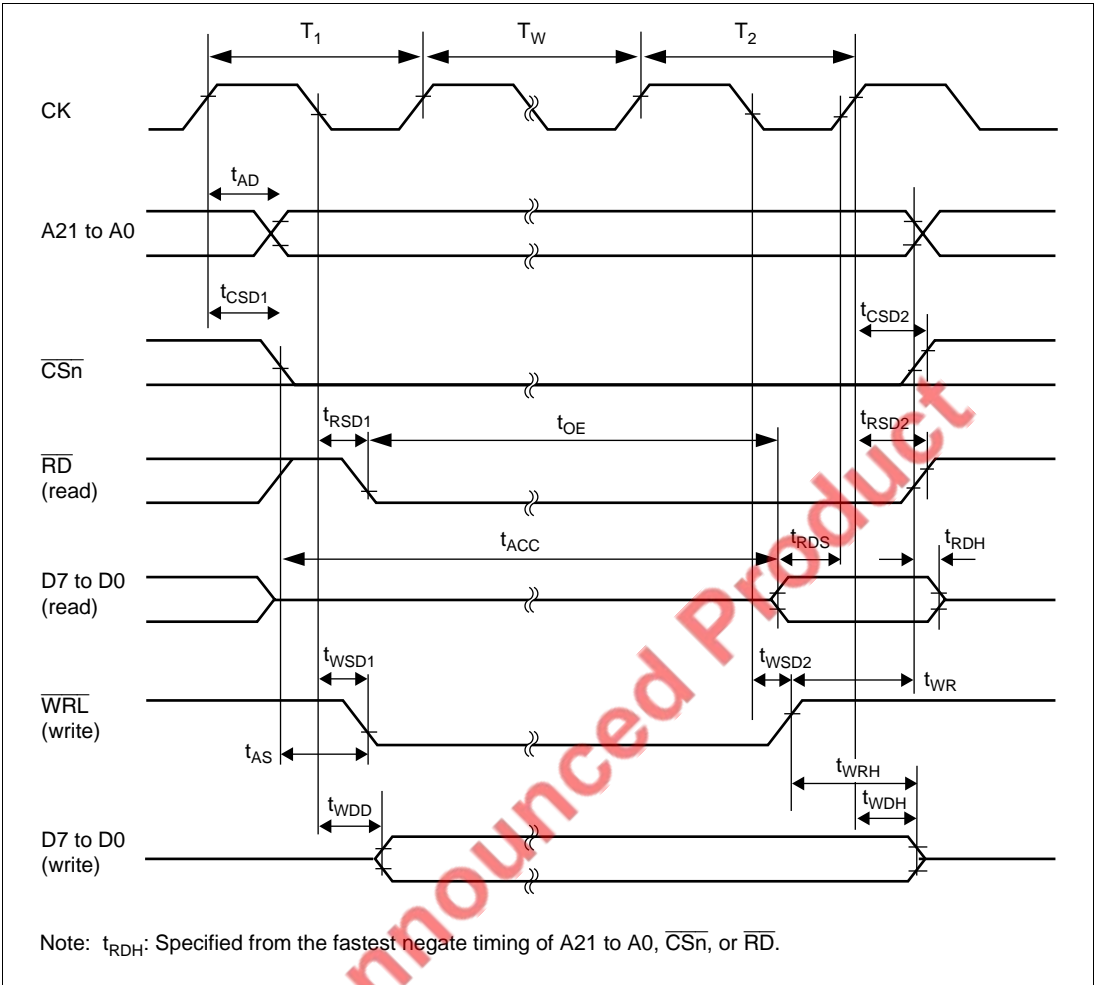 T1 TW T2
CK
tAD
A21 to A0
tCSD1 tCSD2
CSn
tRSD1 tOE tRSD2
RD
(read)
tACC tRDS tRDH
D7 to D0
(read)
tWSD1 tWSD2 tWR
WRL
(write)
tAS
tWRH
tWDD tWDH
D7 to D0
(write)
nnounced Product
Note: tRDH: Specified from the fastest negate timing of A21 to A0, CSn, or RD.